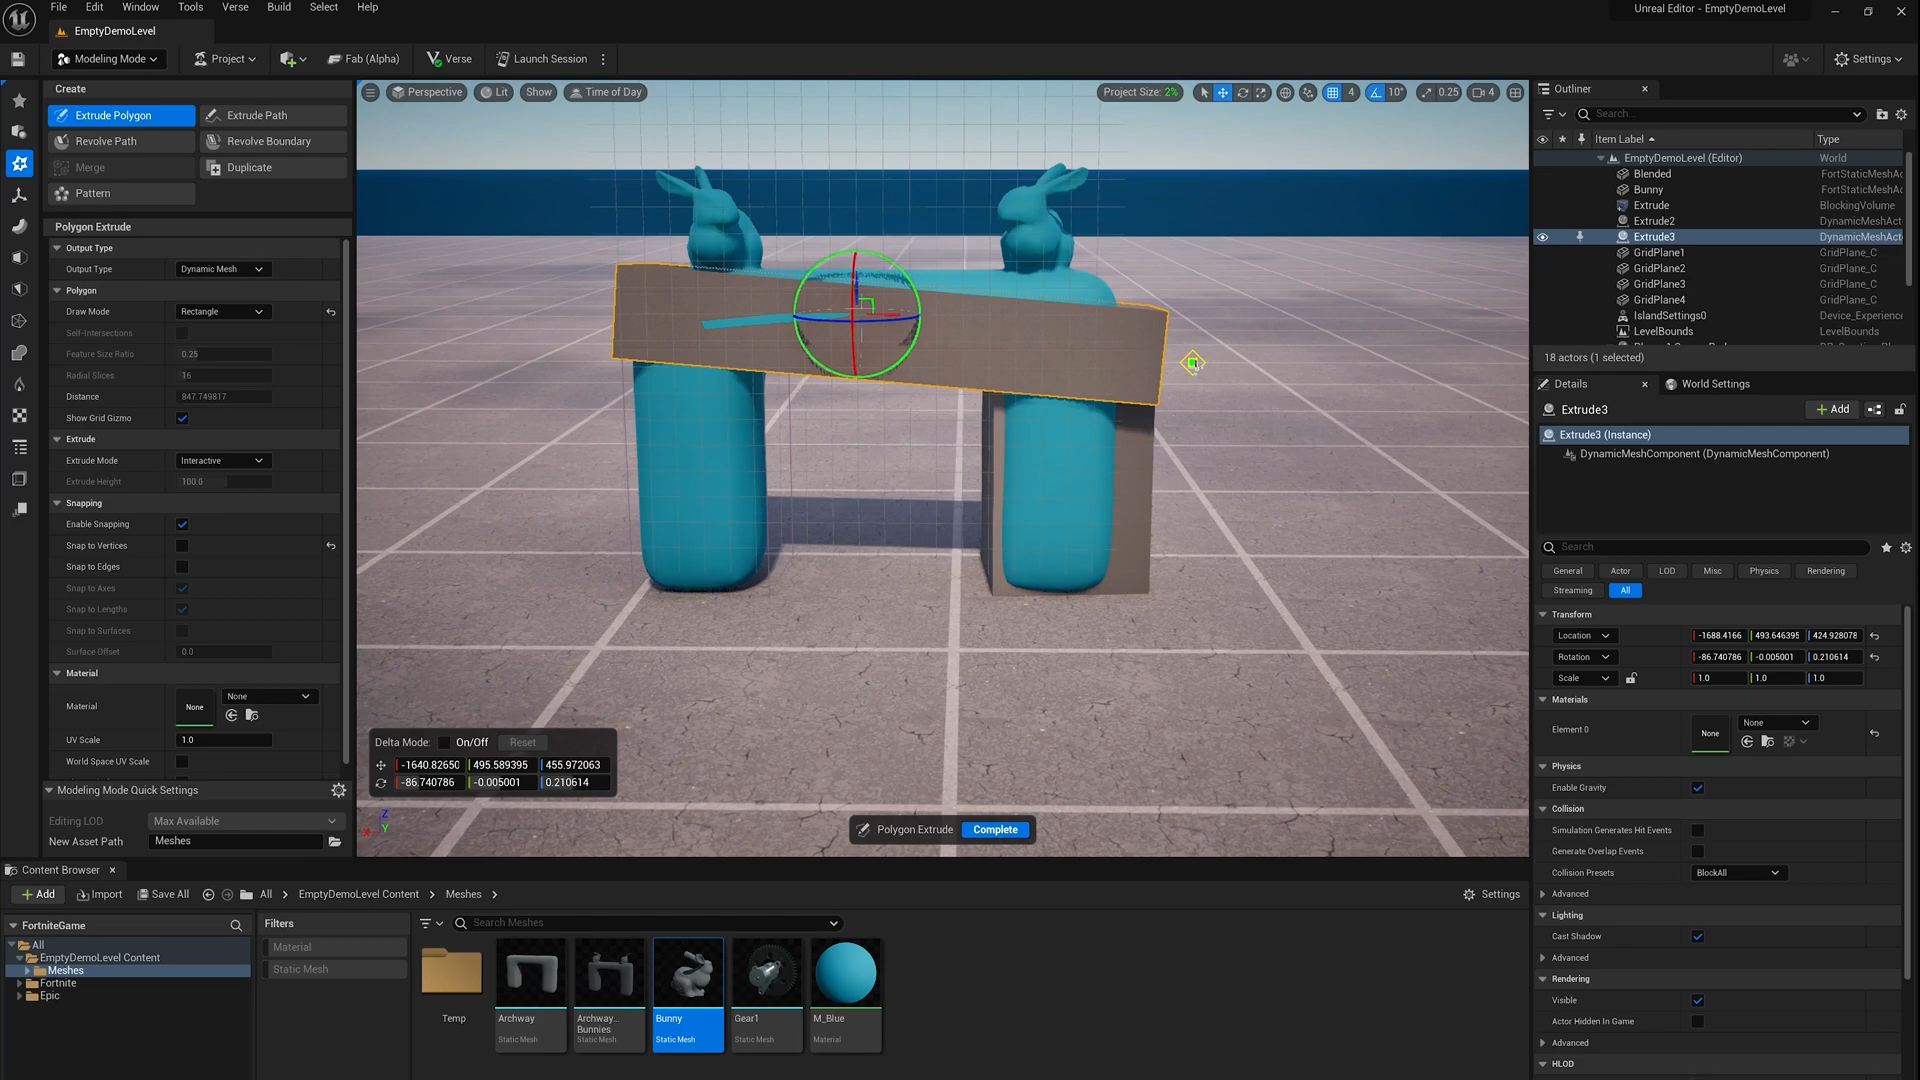 File Edit Window Tools Verse Build Select Help
Unreal Editor - EmptyDemoLevel
EmptyDemoLevel
Modeling Mode Project Fab (Alpha) Verse Launch Session Settings
Create
Extrude Polygon Extrude Path
Revolve Path Revolve Boundary
Merge Duplicate
Pattern
Polygon Extrude
Output Type
Output Type Dynamic Mesh
Polygon
Draw Mode Rectangle
Self-Intersections
Feature Size Ratio 0.25
Radial Slices 16
Distance 847.749817
Show Grid Gizmo
Extrude
Extrude Mode Interactive
Extrude Height 100.0
Snapping
Enable Snapping
Snap to Vertices
Snap to Edges
Snap to Axes
Snap to Lengths
Snap to Surfaces
Surface Offset 0.0
Material
Material None None
UV Scale 1.0
World Space UV Scale
Modeling Mode Quick Settings
Editing LOD Max Available
New Asset Path Meshes
Perspective Lit Show Time of Day Project Size: 2% 4 10° 0.25 4
Delta Mode: On/Off Reset
-1640.82650 495.589395 455.972063
-86.740786 -0.005001 0.210614
Z
Y
X
Polygon Extrude Complete
Outliner
Search...
Item Label Type
EmptyDemoLevel (Editor) World
Blended FortStaticMeshAc
Bunny FortStaticMeshAc
Extrude BlockingVolume
Extrude2 DynamicMeshAct
Extrude3 DynamicMeshAct
GridPlane1 GridPlane_C
GridPlane2 GridPlane_C
GridPlane3 GridPlane_C
GridPlane4 GridPlane_C
IslandSettings0 Device_Experience
LevelBounds LevelBounds
18 actors (1 selected)
Details World Settings
Extrude3 Add
Extrude3 (Instance)
DynamicMeshComponent (DynamicMeshComponent)
Search
General Actor LOD Misc Physics Rendering
Streaming All
Transform
Location -1688.4166 493.646395 424.928078
Rotation -86.740786 -0.005001 0.210614
Scale 1.0 1.0 1.0
Materials
Element 0 None None
Physics
Enable Gravity
Collision
Simulation Generates Hit Events
Generate Overlap Events
Collision Presets BlockAll
Advanced
Lighting
Cast Shadow
Advanced
Rendering
Visible
Actor Hidden In Game
Advanced
HLOD
Content Browser
Add Import Save All All EmptyDemoLevel Content Meshes Settings
FortniteGame
All
EmptyDemoLevel Content
Meshes
Fortnite
Epic
Filters
Material
Static Mesh
Search Meshes
Temp
Archway
Static Mesh
Archway...
Bunnies
Static Mesh
Bunny
Static Mesh
Gear1
Static Mesh
M_Blue
Material